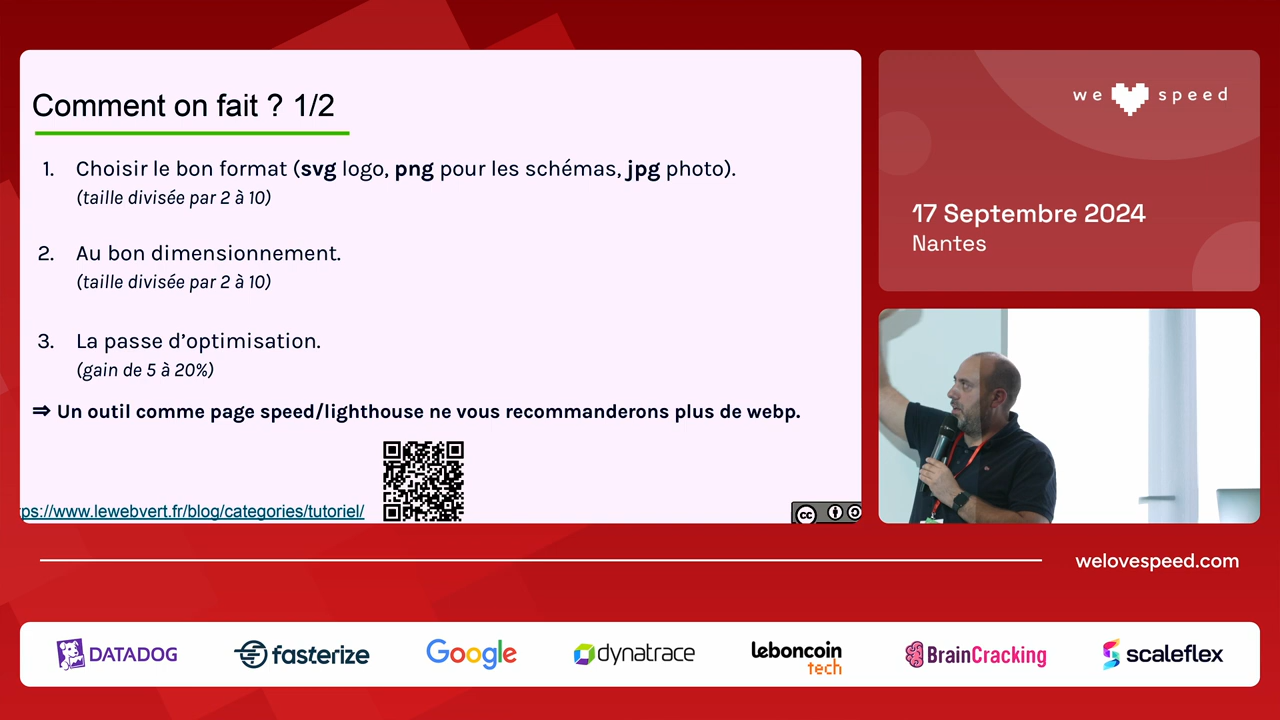 Comment on fait ? 1/2
1. Choisir le bon format (svg logo, png pour les schémas, jpg photo).
(taille divisée par 2 à 10)
2. Au bon dimensionnement.
(taille divisée par 2 à 10)
3. La passe d’optimisation.
(gain de 5 à 20%)
⇒ Un outil comme page speed/lighthouse ne vous recommanderons plus de webp.
ps://www.lewebvert.fr/blog/categories/tutoriel/
cc
we speed
17 Septembre 2024
Nantes
welovespeed.com
DATADOG
fasterize
Google
dynatrace
leboncoin
tech
BrainCracking
scaleflex